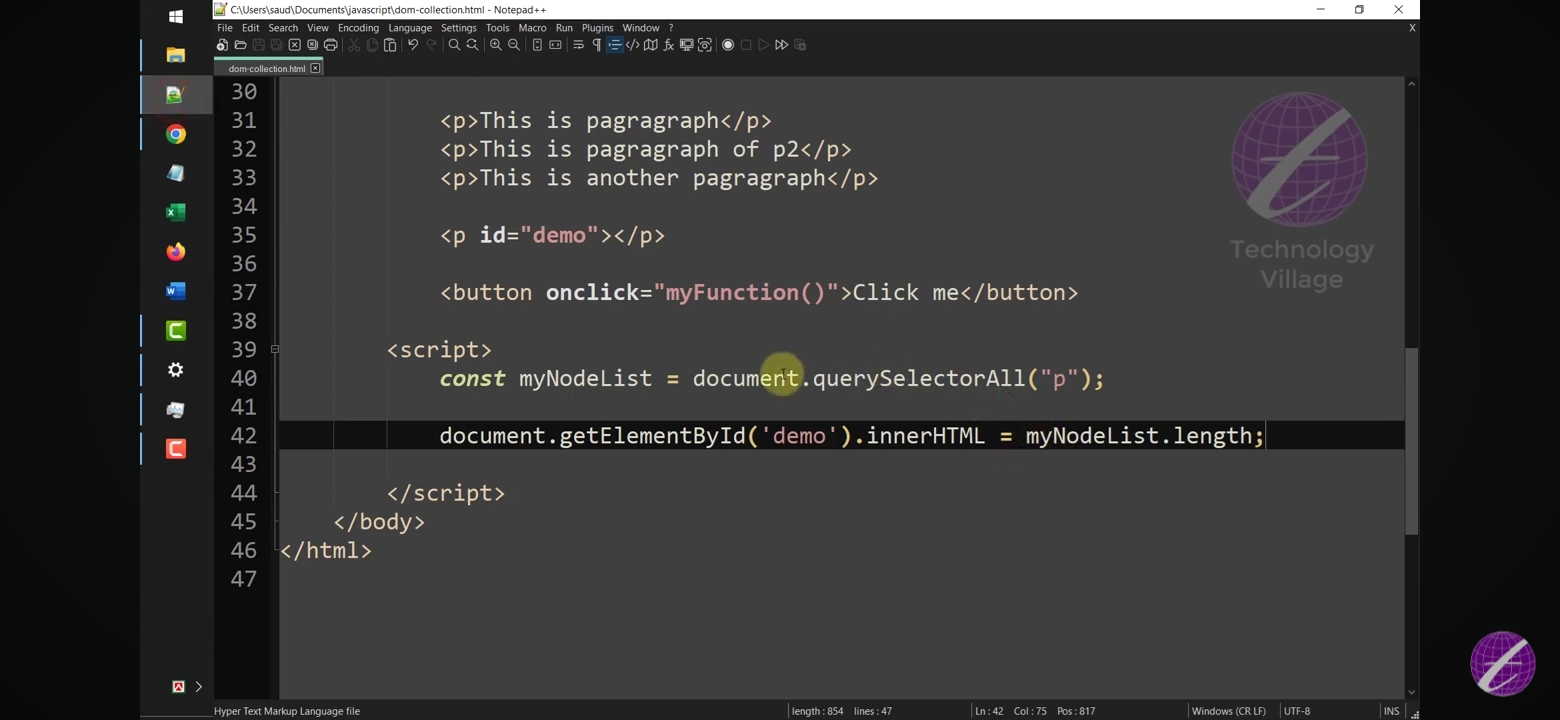 C:\Users\saud\Documents\javascript\dom-collection.html - Notepad++
File Edit Search View Encoding Language Settings Tools Macro Run Plugins Window ? X
dom-collection.html
30
31 <p>This is pagragraph</p>
32 <p>This is pagragraph of p2</p>
33 <p>This is another pagragraph</p>
34
35 <p id="demo"></p>
36
37 <button onclick="myFunction()">Click me</button>
38
39 <script>
40 const myNodeList = document.querySelectorAll("p");
41
42 document.getElementById('demo').innerHTML = myNodeList.length;
43
44 </script>
45 </body>
46 </html>
47
Technology
Village
Hyper Text Markup Language file length : 854 lines : 47 Ln : 42 Col : 75 Pos : 817 Windows (CR LF) UTF-8 INS